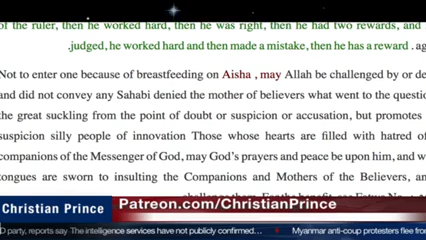 of the ruler, then he worked hard, then he was right, then he had two rewards, and
.judged, he worked hard and then made a mistake, then he has a reward . ag
Not to enter one because of breastfeeding on Aisha , may Allah be challenged by or de
and did not convey any Sahabi denied the mother of believers what went to the questio
the great suckling from the point of doubt or suspicion or accusation, but promotes
suspicion silly people of innovation Those whose hearts are filled with hatred of
companions of the Messenger of God, may God's prayers and peace be upon him, and w
tongues are sworn to insulting the Companions and Mothers of the Believers, an
Christian Prince
Patreon.com/ChristianPrince
D party, reports say The intelligence services have not publicly confirmed…
Myanmar anti-coup protesters flee from